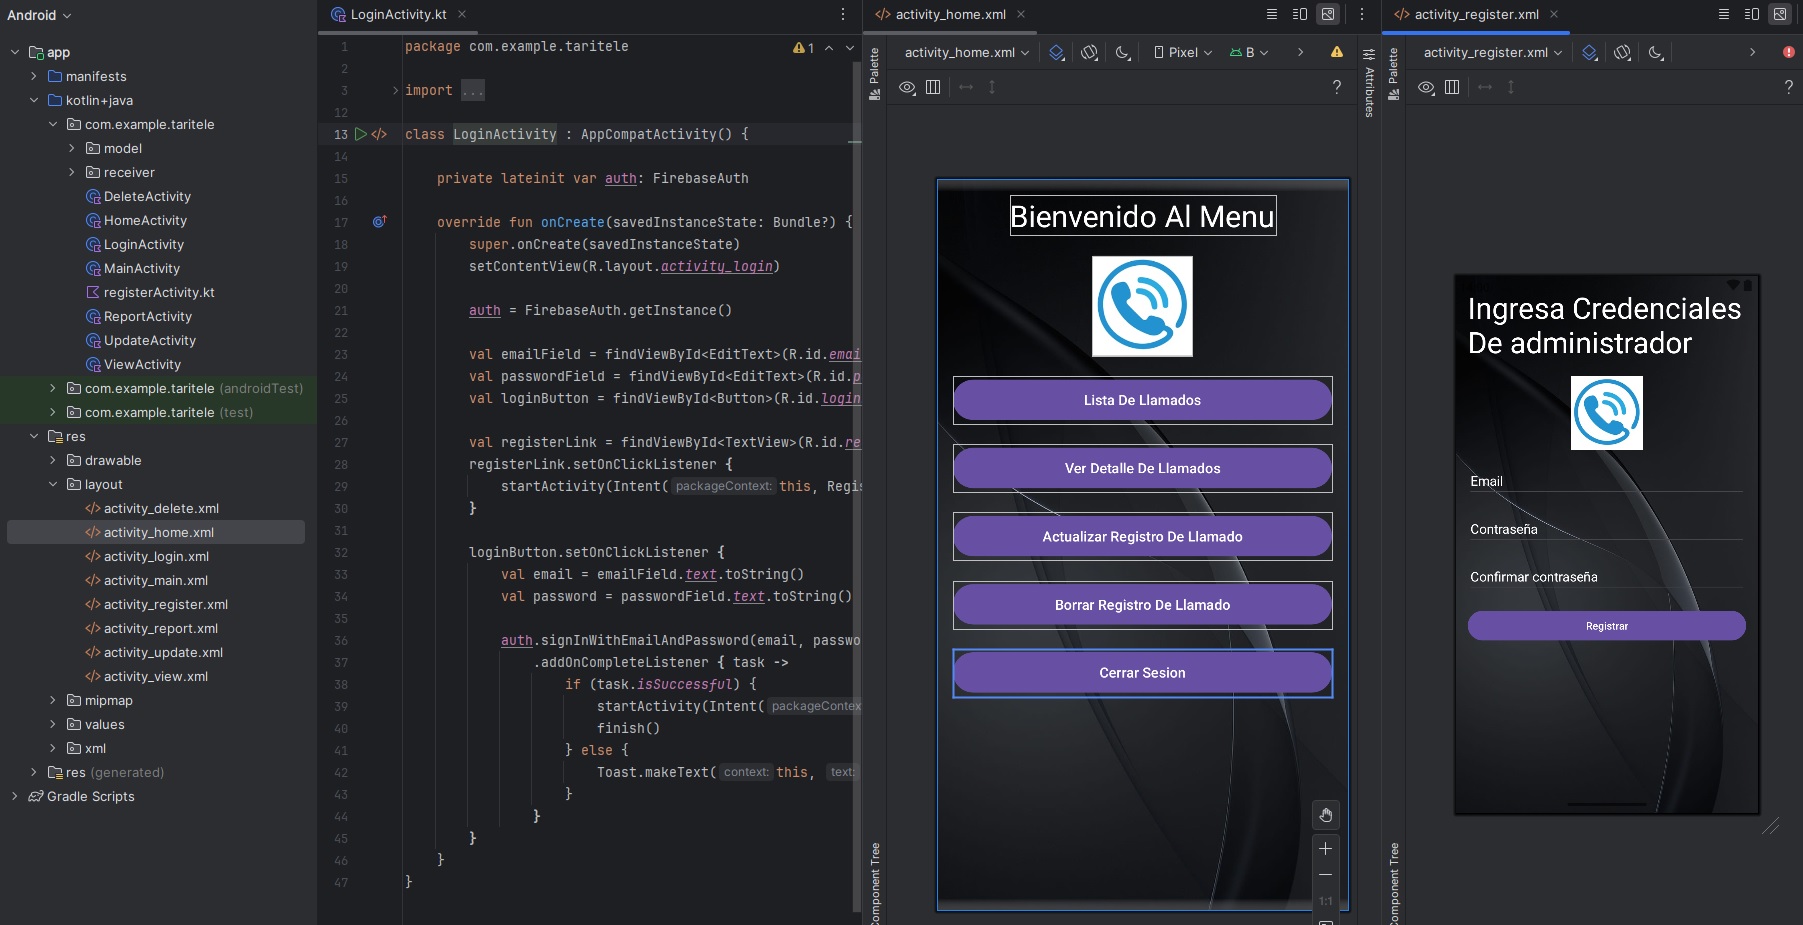 Android
app
manifests
kotlin+java
com.example.taritele
model
receiver
DeleteActivity
HomeActivity
LoginActivity
MainActivity
registerActivity.kt
ReportActivity
UpdateActivity
ViewActivity
com.example.taritele (androidTest)
com.example.taritele (test)
res
drawable
layout
activity_delete.xml
activity_home.xml
activity_login.xml
activity_main.xml
activity_register.xml
activity_report.xml
activity_update.xml
activity_view.xml
mipmap
values
xml
res (generated)
Gradle Scripts
LoginActivity.kt
1
1 package com.example.taritele
2
3 import ...
12
13 class LoginActivity : AppCompatActivity() {
14
15 private lateinit var auth: FirebaseAuth
16
17 override fun onCreate(savedInstanceState: Bundle?) {
18 super.onCreate(savedInstanceState)
19 setContentView(R.layout.activity_login)
20
21 auth = FirebaseAuth.getInstance()
22
23 val emailField = findViewById<EditText>(R.id.emai
24 val passwordField = findViewById<EditText>(R.id.p
25 val loginButton = findViewById<Button>(R.id.login
26
27 val registerLink = findViewById<TextView>(R.id.re
28 registerLink.setOnClickListener {
29 startActivity(Intent( packageContext: this, Regis
30 }
31
32 loginButton.setOnClickListener {
33 val email = emailField.text.toString()
34 val password = passwordField.text.toString()
35
36 auth.signInWithEmailAndPassword(email, passwo
37 .addOnCompleteListener { task ->
38 if (task.isSuccessful) {
39 startActivity(Intent( packageContex
40 finish()
41 } else {
42 Toast.makeText( context: this, text:
43 }
44 }
45 }
46 }
47 }
activity_home.xml
Palette
activity_home.xml
Pixel
B
?
Attributes
Bienvenido Al Menu
Lista De Llamados
Ver Detalle De Llamados
Actualizar Registro De Llamado
Borrar Registro De Llamado
Cerrar Sesion
1:1
omponent Tree
activity_register.xml
Palette
activity_register.xml
?
Ingresa Credenciales
De administrador
Email
Contraseña
Confirmar contraseña
Registrar
omponent Tree